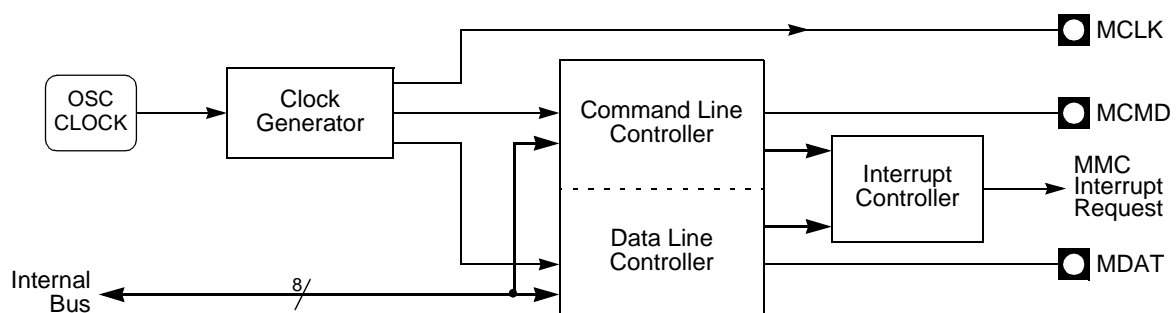 MCLK
OSC
CLOCK
Clock
Generator
Command Line
Controller
MCMD
Interrupt
Controller
MMC
Interrupt
Request
Data Line
Controller
MDAT
Internal
Bus
8